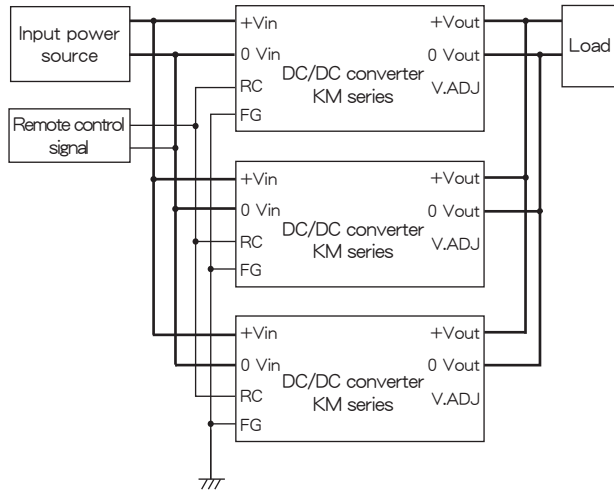 Input power
source
Remote control
signal
+Vin
0 Vin
RC
FG
DC/DC converter
KM series
+Vout
0 Vout
V.ADJ
Load
+Vin
0 Vin
RC
FG
DC/DC converter
KM series
+Vout
0 Vout
V.ADJ
+Vin
0 Vin
RC
FG
DC/DC converter
KM series
+Vout
0 Vout
V.ADJ